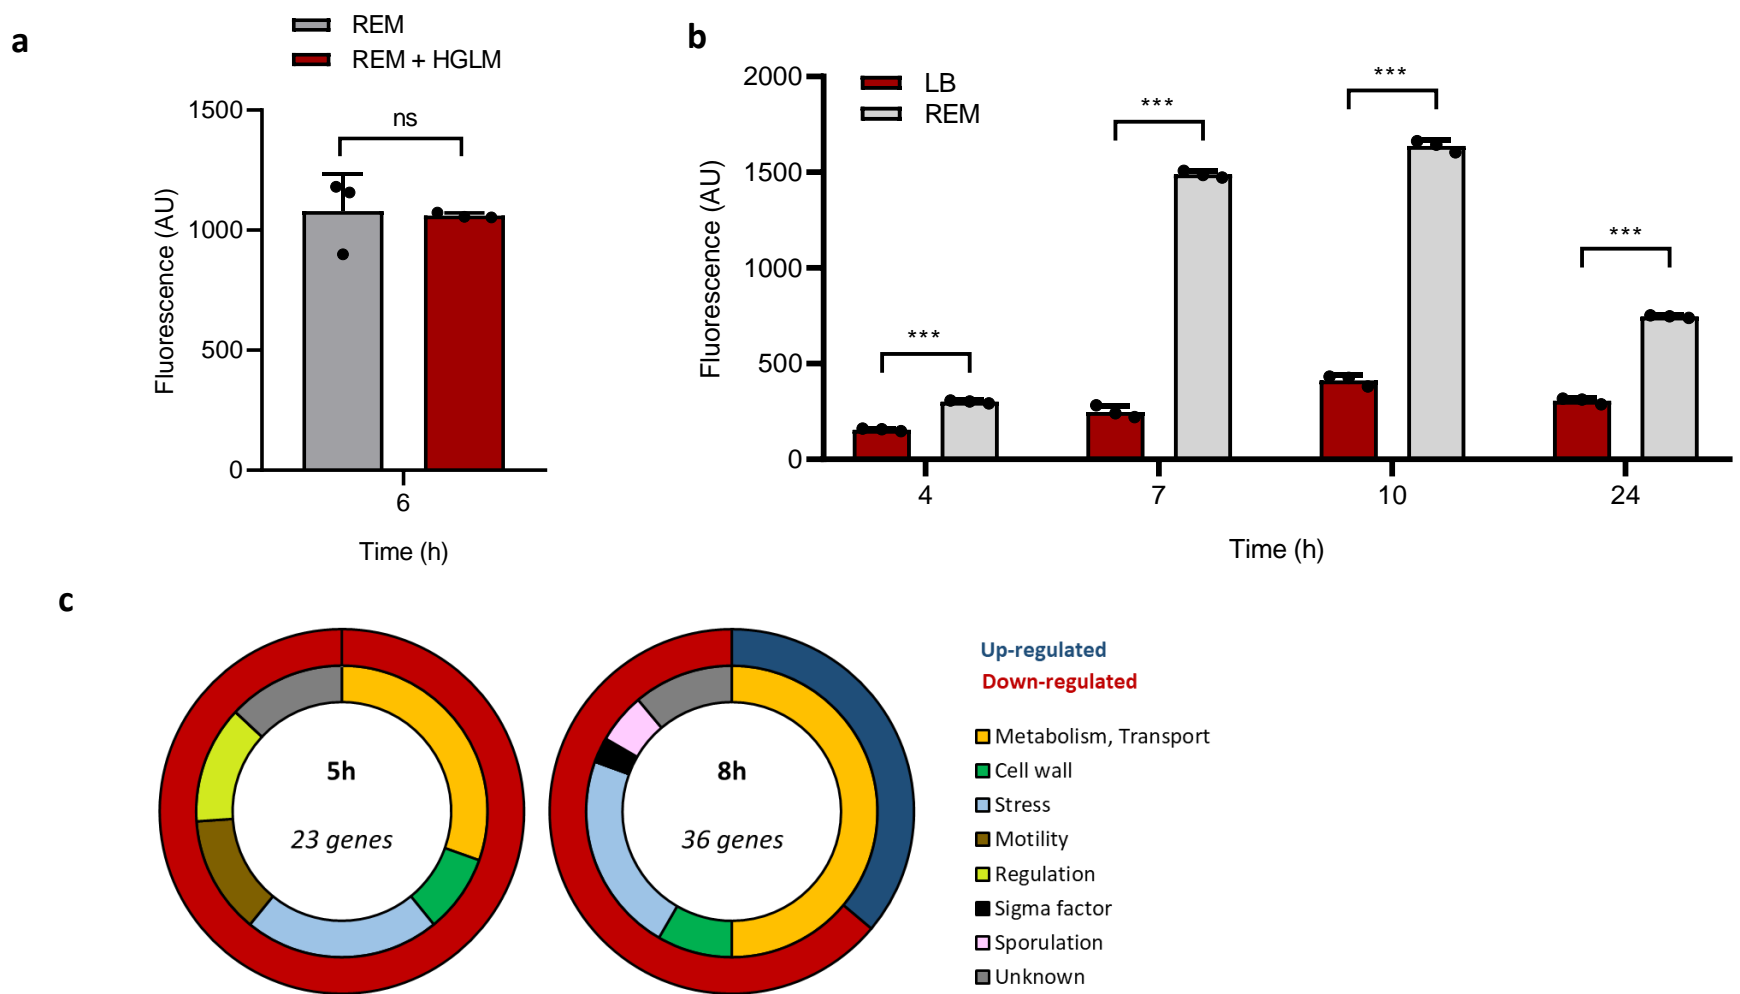 a
REM
REM + HGLM
1500
1000
500
0
ns
Fluorescence (AU)
6
Time (h)
b
LB
REM
2000
1500
1000
500
0
***
***
***
***
Fluorescence (AU)
4 7 10 24
Time (h)
c
5h
23 genes
8h
36 genes
Up-regulated
Down-regulated
Metabolism, Transport
Cell wall
Stress
Motility
Regulation
Sigma factor
Sporulation
Unknown